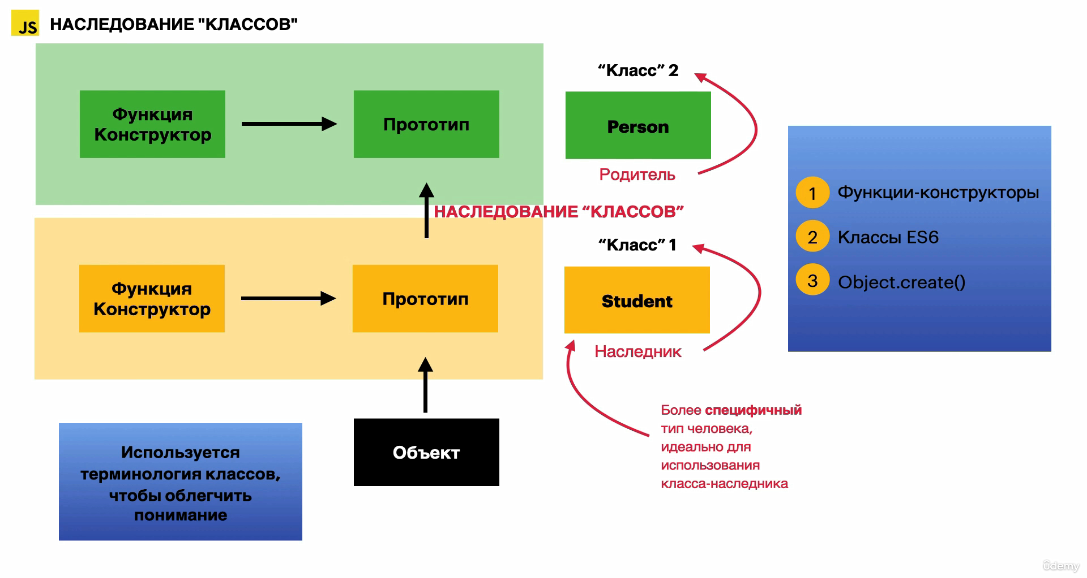 JS НАСЛЕДОВАНИЕ "КЛАССОВ"
Функция
Конструктор
Прототип
“Класс” 2
Person
Родитель
НАСЛЕДОВАНИЕ “КЛАССОВ”
Функция
Конструктор
Прототип
“Класс” 1
Student
Наследник
1 Функции-конструкторы
2 Классы ES6
3 Object.create()
Используется
терминология классов,
чтобы облегчить
понимание
Объект
Более специфичный
тип человека,
идеально для
использования
класса-наследника
ûdemy